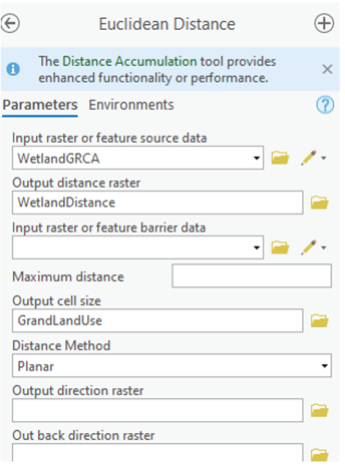 Euclidean Distance
The Distance Accumulation tool provides
enhanced functionality or performance.
Parameters Environments
Input raster or feature source data
WetlandGRCA
Output distance raster
WetlandDistance
Input raster or feature barrier data
Maximum distance
Output cell size
GrandLandUse
Distance Method
Planar
Output direction raster
Out back direction raster